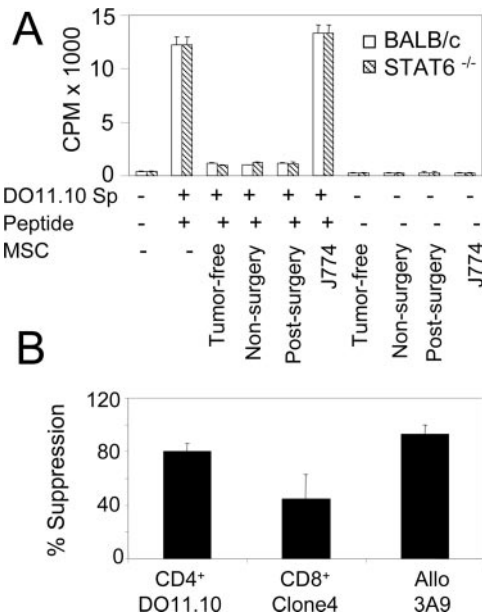 A
CPM x 1000
15
10
5
0
BALB/c
STAT6 -/-
DO11.10 Sp - + + + + + - - - -
Peptide - + + + + + - - - -
MSC - - Tumor-free Non-surgery Post-surgery J774 Tumor-free Non-surgery Post-surgery J774
B
% Suppression
120
80
40
0
CD4+ DO11.10
CD8+ Clone4
Allo 3A9